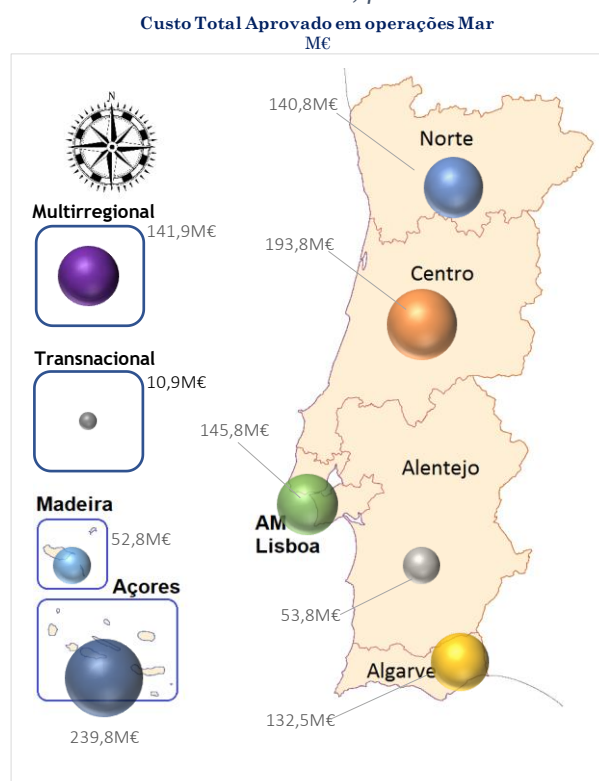 Custo Total Aprovado em operações Mar
M€
N
140,8M€
Norte
Multirregional
141,9M€
193,8M€
Centro
Transnacional
10,9M€
145,8M€
Alentejo
Madeira
52,8M€
AM
Lisboa
Açores
53,8M€
Algarve
132,5M€
239,8M€